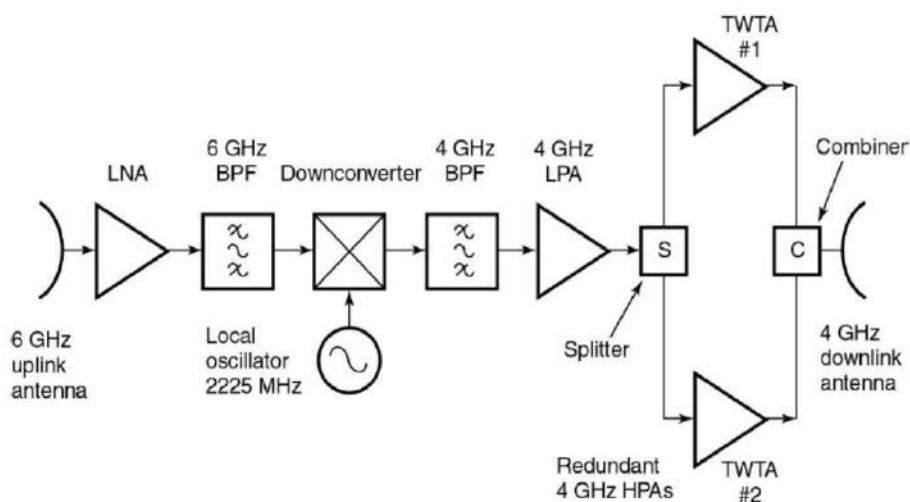 TWTA
#1
Combiner
6 GHz
BPF
Downconverter
4 GHz
BPF
4 GHz
LPA
LNA
S
C
6 GHz
uplink
antenna
Local
oscillator
2225 MHz
Splitter
4 GHz
downlink
antenna
Redundant
4 GHz HPAs
TWTA
#2